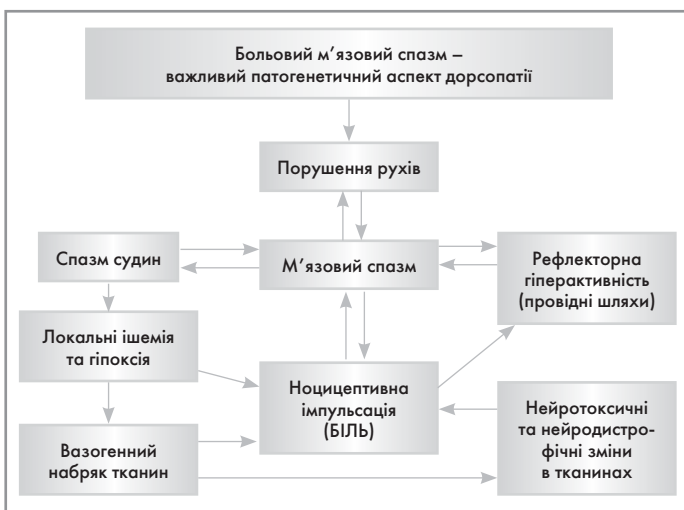 Больовий м’язовий спазм –
важливий патогенетичний аспект дорсопатії
Порушення рухів
Спазм судин
М’язовий спазм
Рефлекторна
гіперактивність
(провідні шляхи)
Локальні ішемія
та гіпоксія
Ноцицептивна
імпульсація
(БІЛЬ)
Нейротоксичні
та нейродистро-
фічні зміни
в тканинах
Вазогенний
набряк тканин